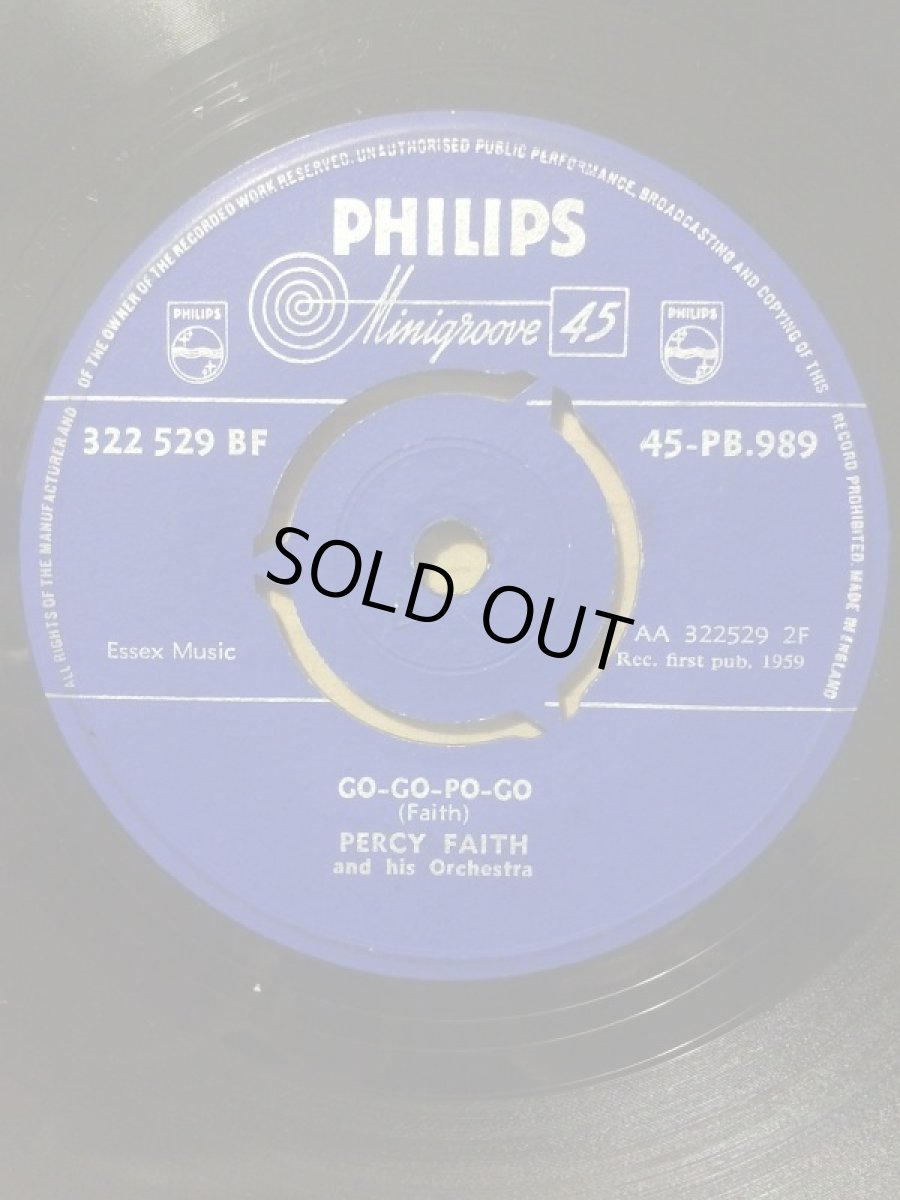 ALL RIGHTS OF THE MANUFACTURER AND OF THE OWNER OF THE RECORDED WORK RESERVED. UNAUTHORISED PUBLIC PERFORMANCE, BROADCASTING AND COPYING OF THIS RECORD PROHIBITED. MADE IN ENGLAND
PHILIPS
Minigroove 45
PHILIPS
PHILIPS
322 529 BF
45-PB.989
SOLD OUT
Essex Music
AA 322529 2F
Rec. first pub. 1959
GO-GO-PO-GO
(Faith)
PERCY FAITH
and his Orchestra